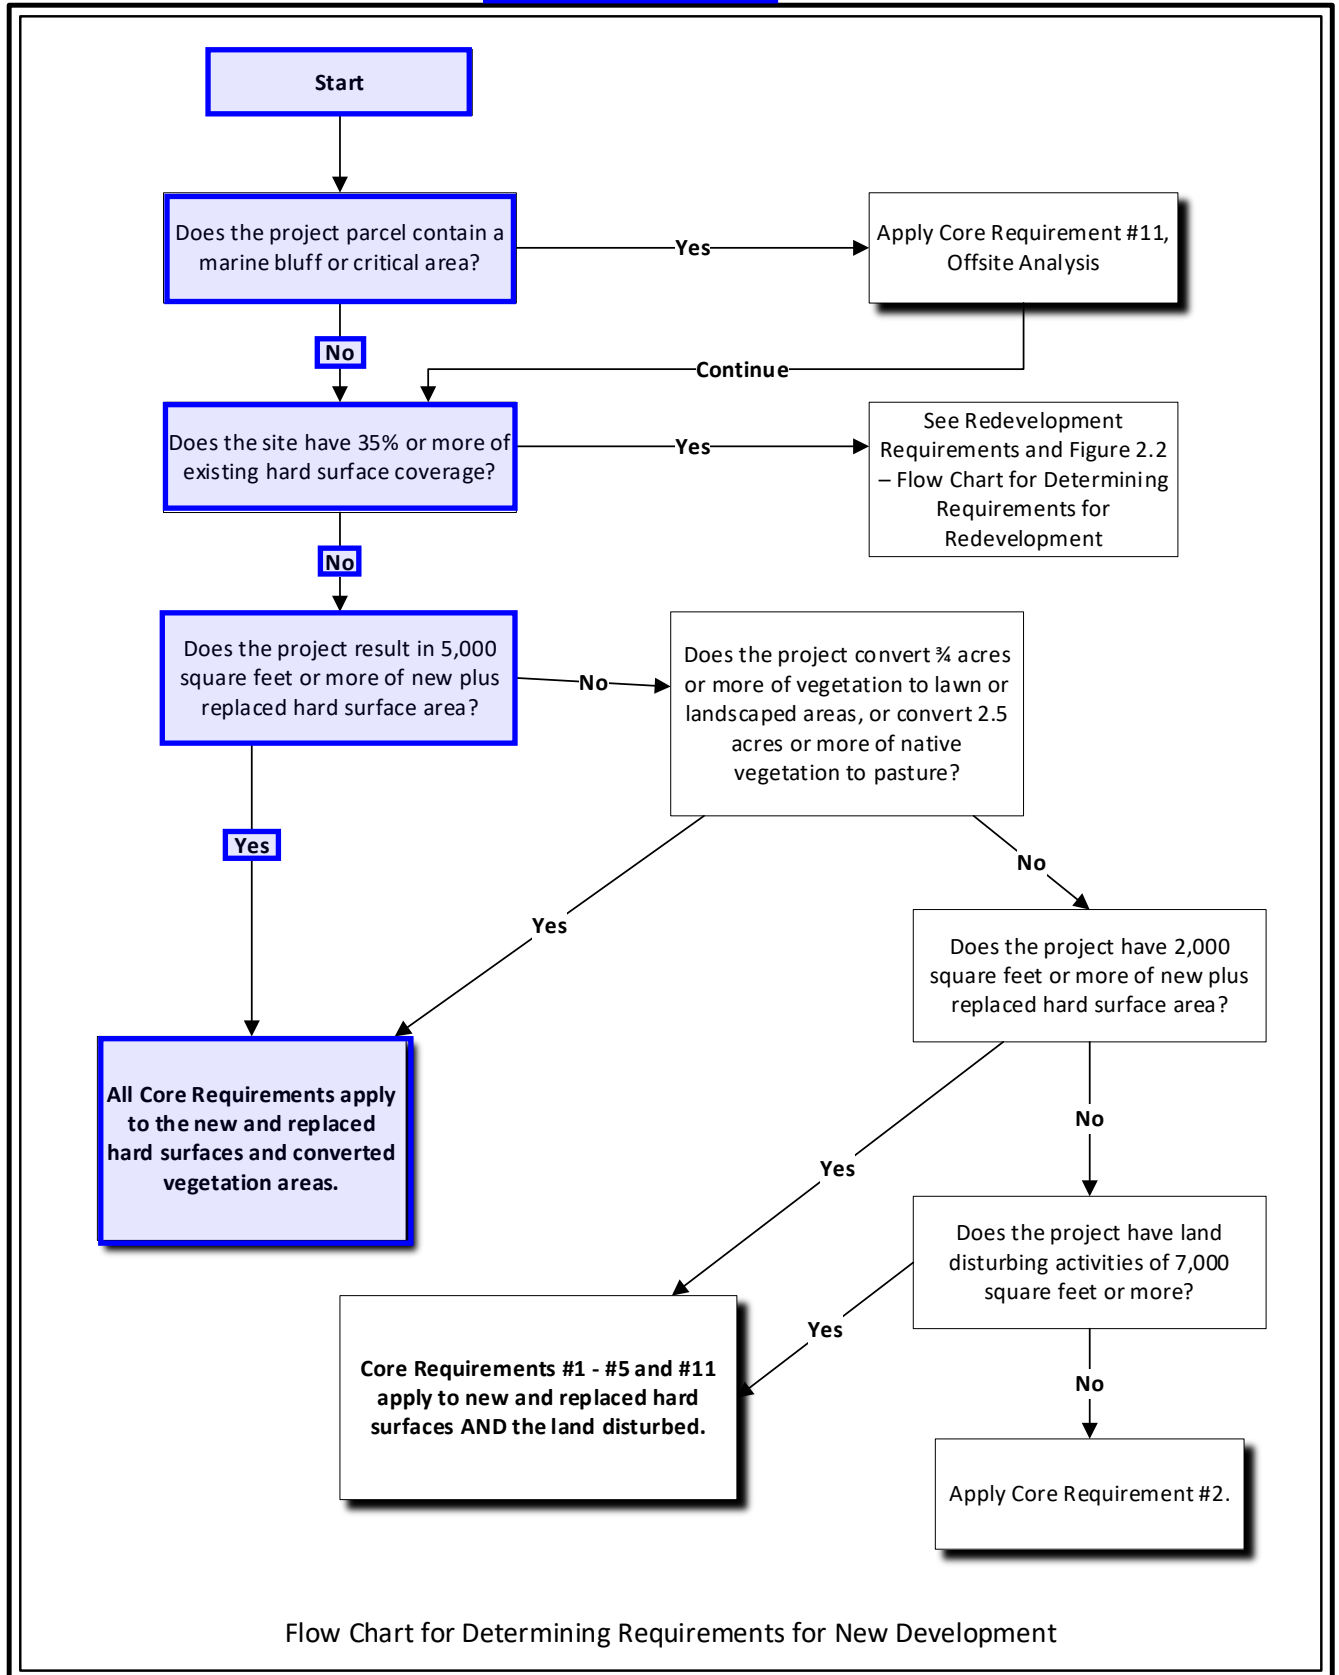 Start
Does the project parcel contain a
marine bluff or critical area?
Yes
Apply Core Requirement #11,
Offsite Analysis
No
Continue
Does the site have 35% or more of
existing hard surface coverage?
Yes
See Redevelopment
Requirements and Figure 2.2
– Flow Chart for Determining
Requirements for
Redevelopment
No
Does the project result in 5,000
square feet or more of new plus
replaced hard surface area?
No
Does the project convert ¾ acres
or more of vegetation to lawn or
landscaped areas, or convert 2.5
acres or more of native
vegetation to pasture?
Yes
Yes
No
Does the project have 2,000
square feet or more of new plus
replaced hard surface area?
All Core Requirements apply
to the new and replaced
hard surfaces and converted
vegetation areas.
Yes
No
Does the project have land
disturbing activities of 7,000
square feet or more?
Yes
Core Requirements #1 - #5 and #11
apply to new and replaced hard
surfaces AND the land disturbed.
No
Apply Core Requirement #2.
Flow Chart for Determining Requirements for New Development